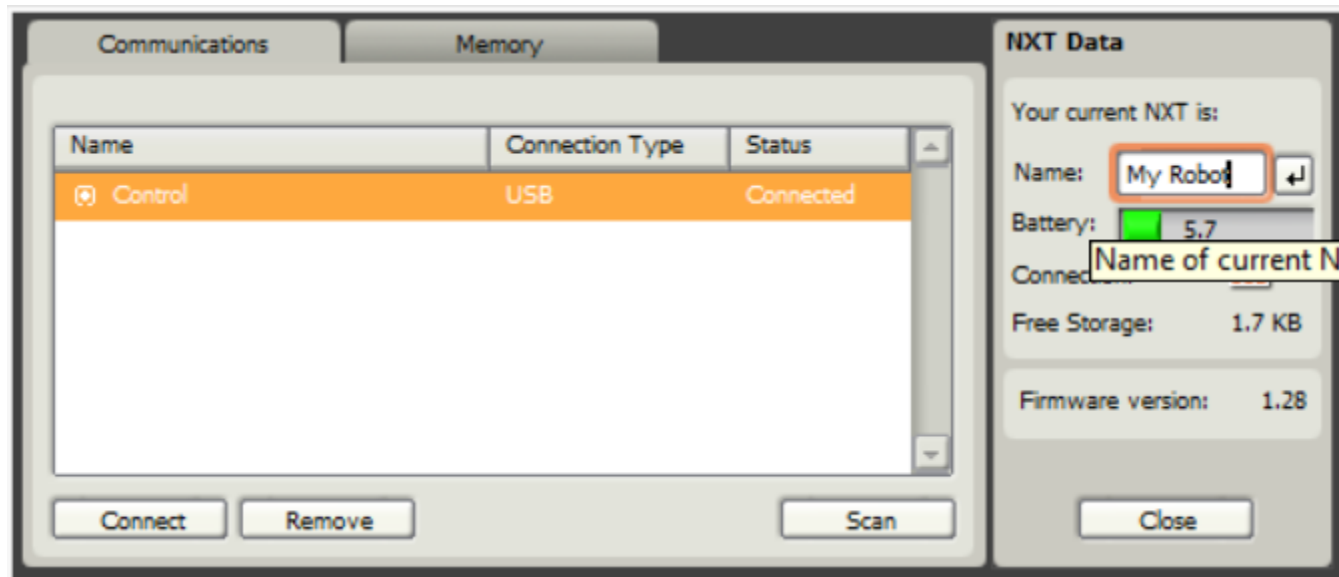 Communications Memory
Name Connection Type Status
Control USB Connected
Connect Remove Scan
NXT Data
Your current NXT is:
Name: My Robot
Battery: 5.7
Name of current N
Free Storage: 1.7 KB
Firmware version: 1.28
Close